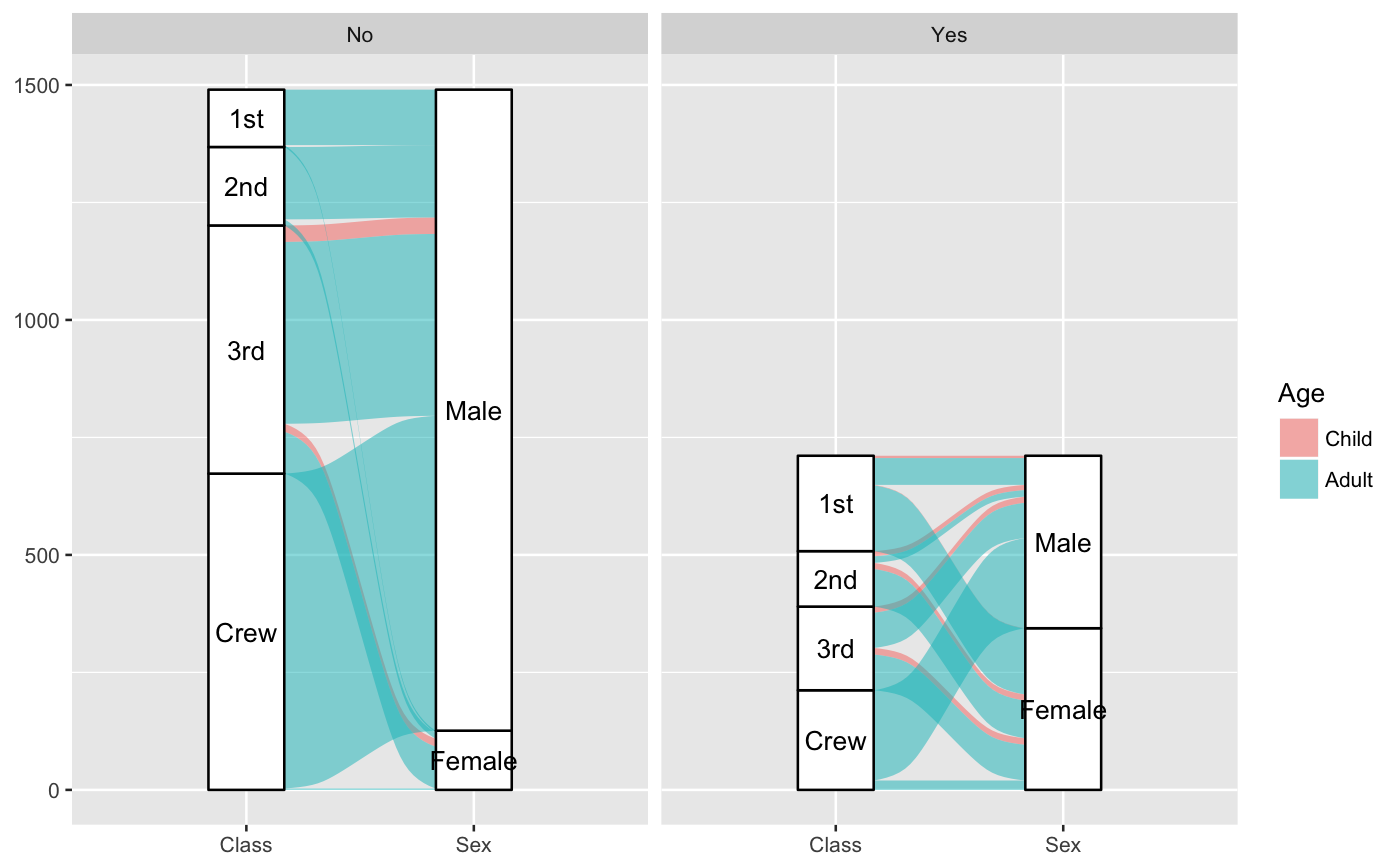 No
Yes
1500
1000
500
0
1st
2nd
3rd
Crew
Male
Female
1st
2nd
3rd
Crew
Male
Female
Class
Sex
Class
Sex
Age
Child
Adult